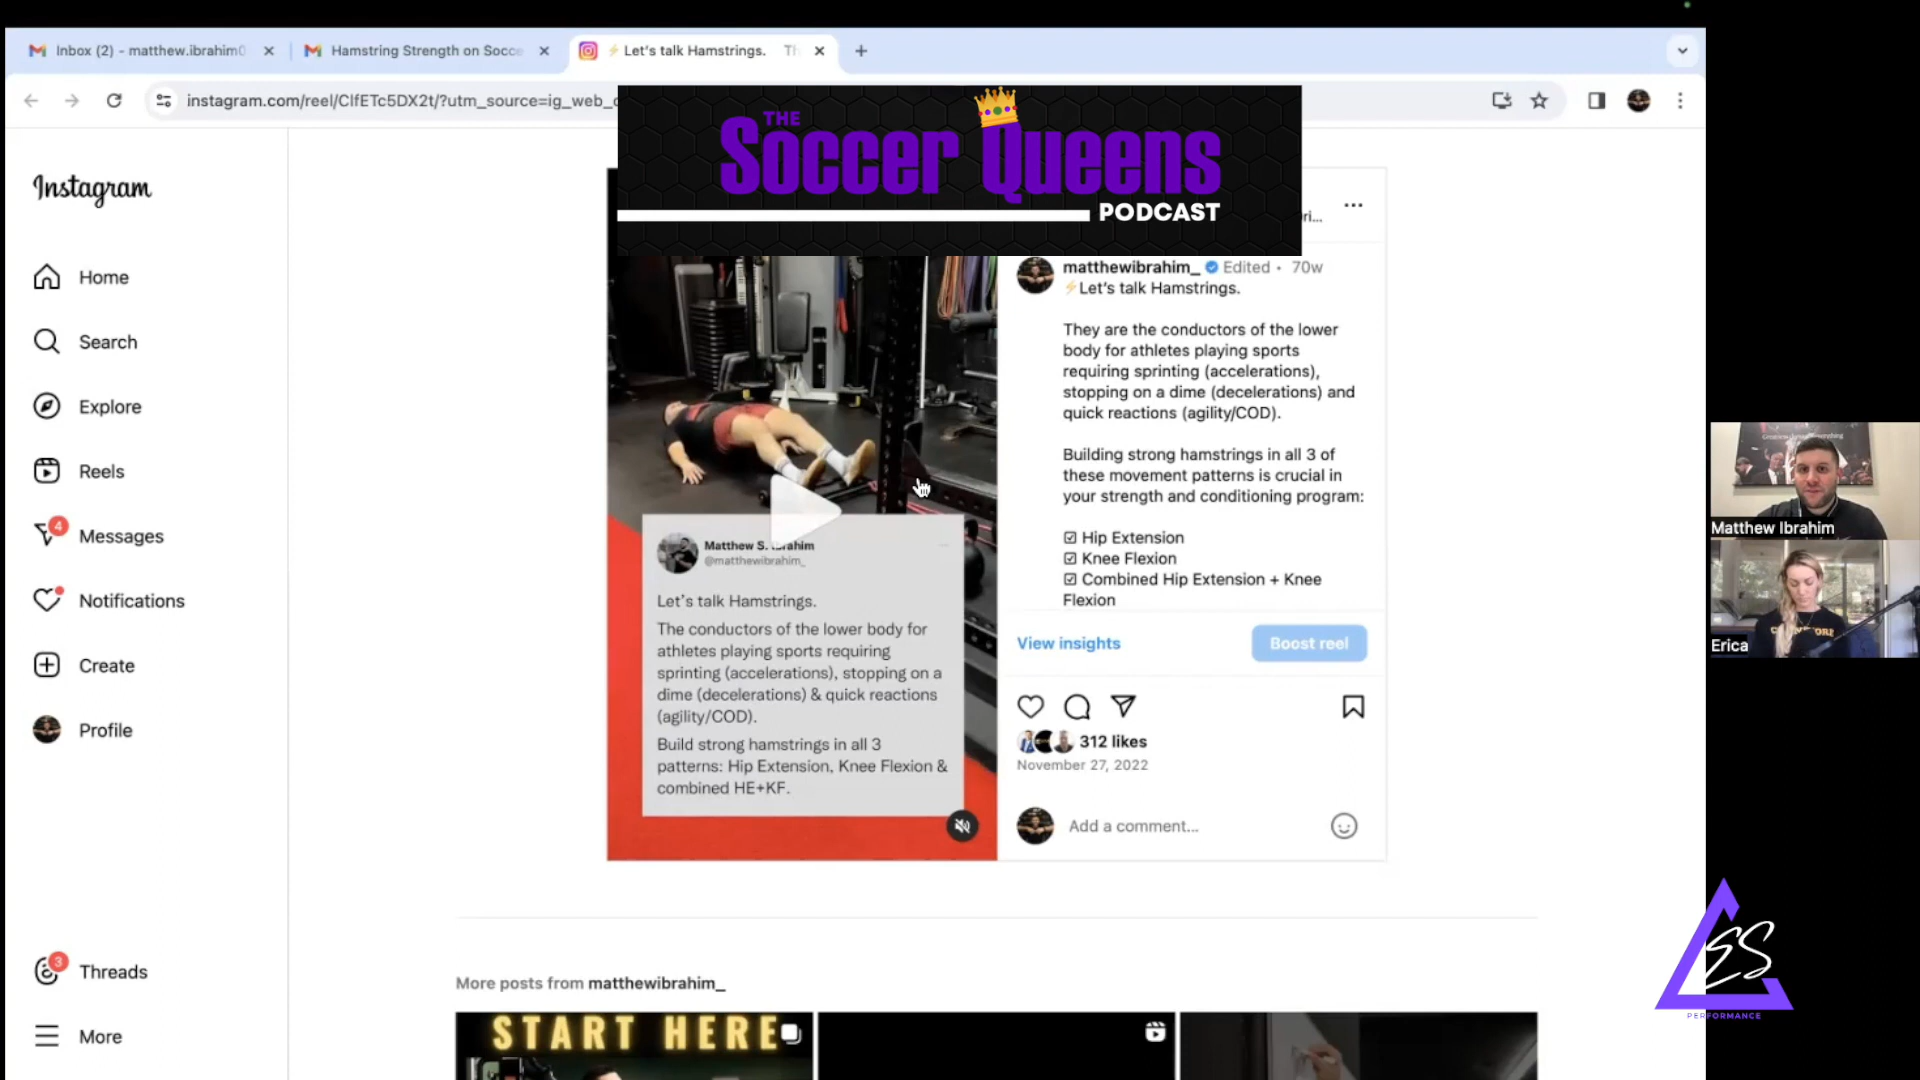 Inbox (2) - matthew.ibrahim0
Hamstring Strength on Socce
⚡Let's talk Hamstrings. Th
instagram.com/reel/ClfETc5DX2t/?utm_source=ig_web_c
THE
Soccer Queens
PODCAST
Instagram
Home
Search
Explore
Reels
4
Messages
Notifications
Create
Profile
3
Threads
More
Matthew S. Ibrahim
@matthewibrahim_
Let's talk Hamstrings.
The conductors of the lower body for
athletes playing sports requiring
sprinting (accelerations), stopping on a
dime (decelerations) & quick reactions
(agility/COD).
Build strong hamstrings in all 3
patterns: Hip Extension, Knee Flexion &
combined HE+KF.
ri...
matthewibrahim_ Edited • 70w
⚡Let's talk Hamstrings.
They are the conductors of the lower
body for athletes playing sports
requiring sprinting (accelerations),
stopping on a dime (decelerations) and
quick reactions (agility/COD).
Building strong hamstrings in all 3 of
these movement patterns is crucial in
your strength and conditioning program:
☑ Hip Extension
☑ Knee Flexion
☑ Combined Hip Extension + Knee
Flexion
View insights
Boost reel
312 likes
November 27, 2022
Add a comment...
More posts from matthewibrahim_
START HERE
Matthew Ibrahim
Erica
ES
PERFORMANCE